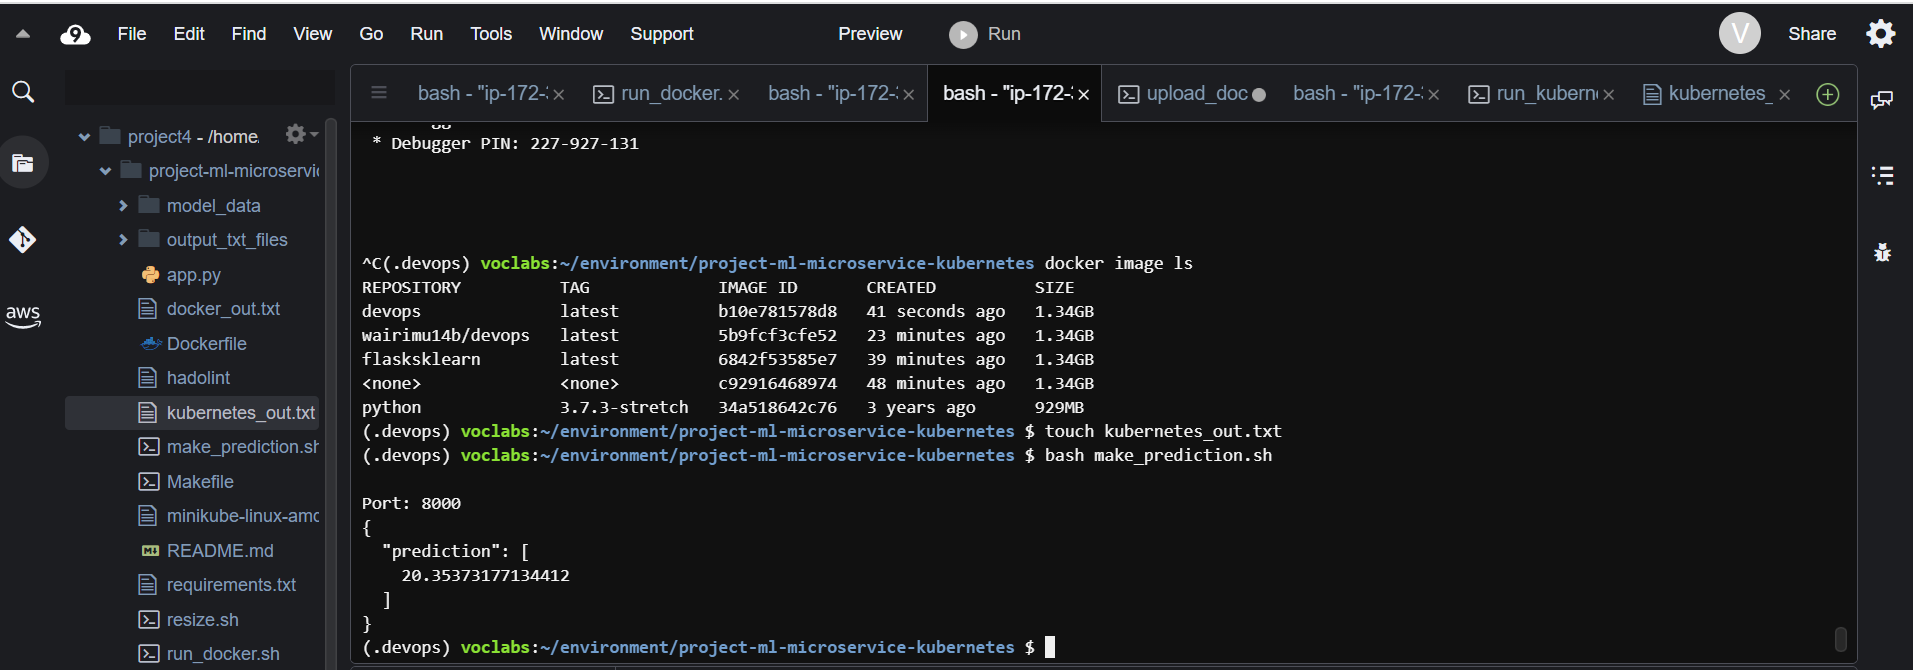 File Edit Find View Go Run Tools Window Support Preview Run V Share
bash - "ip-172- run_docker. bash - "ip-172- bash - "ip-172- upload_doc bash - "ip-172- run_kubern kubernetes_
project4 - /home
project-ml-microservic
model_data
output_txt_files
app.py
docker_out.txt
Dockerfile
hadolint
kubernetes_out.txt
make_prediction.sh
Makefile
minikube-linux-amd
README.md
requirements.txt
resize.sh
run_docker.sh
aws
* Debugger PIN: 227-927-131
^C(.devops) voclabs:~/environment/project-ml-microservice-kubernetes docker image ls
REPOSITORY TAG IMAGE ID CREATED SIZE
devops latest b10e781578d8 41 seconds ago 1.34GB
wairimu14b/devops latest 5b9fcf3cfe52 23 minutes ago 1.34GB
flasksklearn latest 6842f53585e7 39 minutes ago 1.34GB
<none> <none> c92916468974 48 minutes ago 1.34GB
python 3.7.3-stretch 34a518642c76 3 years ago 929MB
(.devops) voclabs:~/environment/project-ml-microservice-kubernetes $ touch kubernetes_out.txt
(.devops) voclabs:~/environment/project-ml-microservice-kubernetes $ bash make_prediction.sh
Port: 8000
{
"prediction": [
20.35373177134412
]
}
(.devops) voclabs:~/environment/project-ml-microservice-kubernetes $